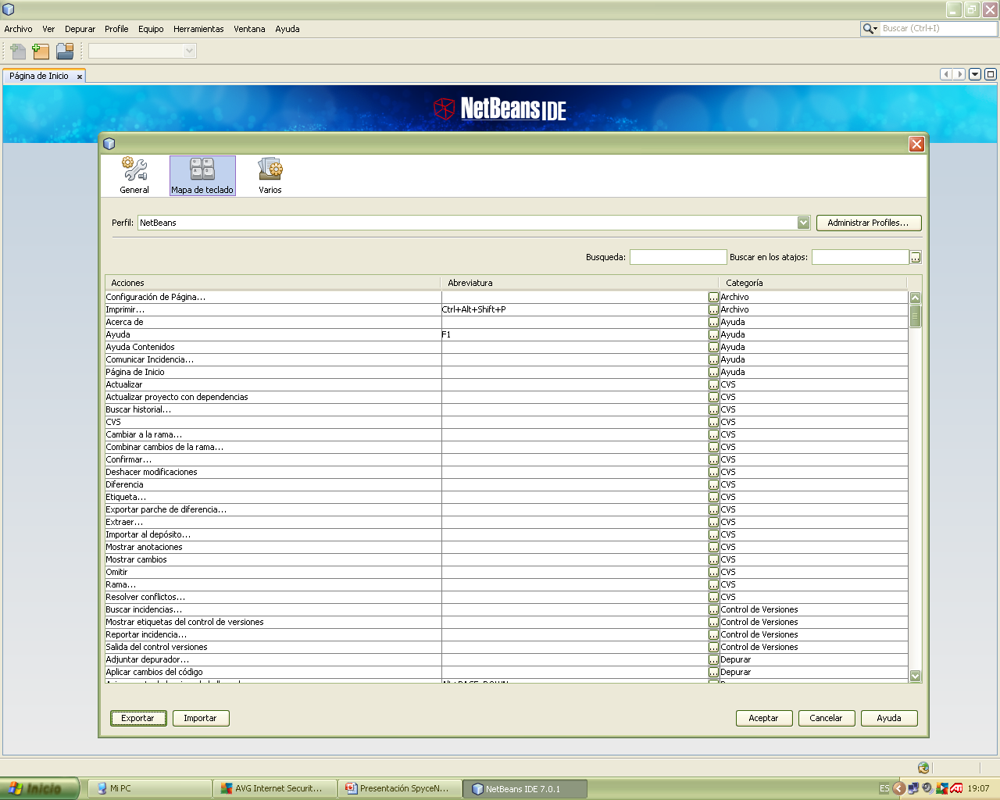 Archivo Ver Depurar Profile Equipo Herramientas Ventana Ayuda
Buscar (Ctrl+I)
Página de Inicio x
NetBeans IDE
General Mapa de teclado Varios
Perfil: NetBeans Administrar Profiles...
Busqueda: Buscar en los atajos: ...
Acciones Abreviatura Categoría
Configuración de Página... ... Archivo
Imprimir... Ctrl+Alt+Shift+P ... Archivo
Acerca de ... Ayuda
Ayuda F1 ... Ayuda
Ayuda Contenidos ... Ayuda
Comunicar Incidencia... ... Ayuda
Página de Inicio ... Ayuda
Actualizar ... CVS
Actualizar proyecto con dependencias ... CVS
Buscar historial... ... CVS
CVS ... CVS
Cambiar a la rama... ... CVS
Combinar cambios de la rama... ... CVS
Confirmar... ... CVS
Deshacer modificaciones ... CVS
Diferencia ... CVS
Etiqueta... ... CVS
Exportar parche de diferencia... ... CVS
Extraer... ... CVS
Importar al depósito... ... CVS
Mostrar anotaciones ... CVS
Mostrar cambios ... CVS
Omitir ... CVS
Rama... ... CVS
Resolver conflictos... ... CVS
Buscar incidencias... ... Control de Versiones
Mostrar etiquetas del control de versiones ... Control de Versiones
Reportar incidencia... ... Control de Versiones
Salida del control versiones ... Control de Versiones
Adjuntar depurador... ... Depurar
Aplicar cambios del código ... Depurar
Exportar Importar Aceptar Cancelar Ayuda
Inicio Mi PC AVG Internet Securit... Presentación SpyceN... NetBeans IDE 7.0.1 ES 19:07